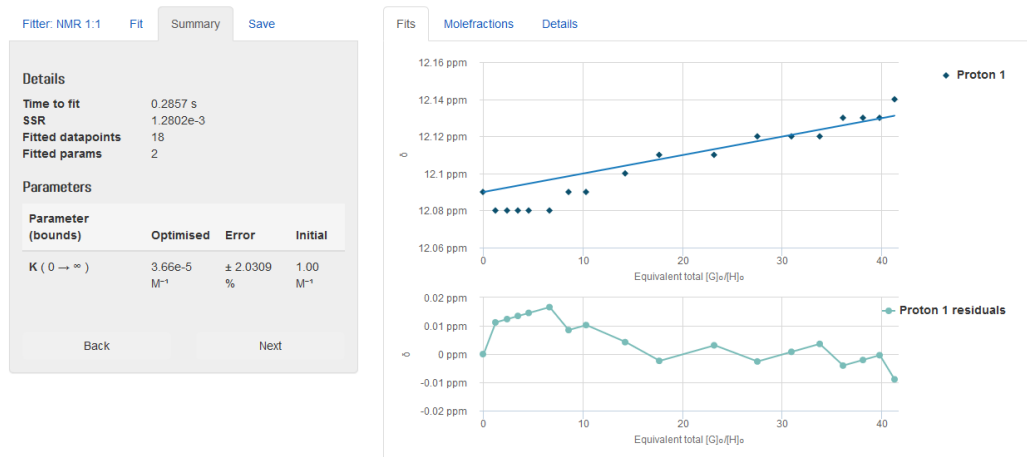 Fitter: NMR 1:1 Fit Summary Save
Details
Time to fit 0.2857 s
SSR 1.2802e-3
Fitted datapoints 18
Fitted params 2
Parameters
Parameter
(bounds) Optimised Error Initial
K ( 0 → ∞ ) 3.66e-5 ± 2.0309 1.00
M⁻¹ % M⁻¹
Back Next
Fits Molefractions Details
12.16 ppm
12.14 ppm
12.12 ppm
12.1 ppm
12.08 ppm
12.06 ppm
δ
0 10 20 30 40
Equivalent total [G]₀/[H]₀
Proton 1
0.02 ppm
0.01 ppm
0 ppm
-0.01 ppm
-0.02 ppm
δ
0 10 20 30 40
Equivalent total [G]₀/[H]₀
Proton 1 residuals